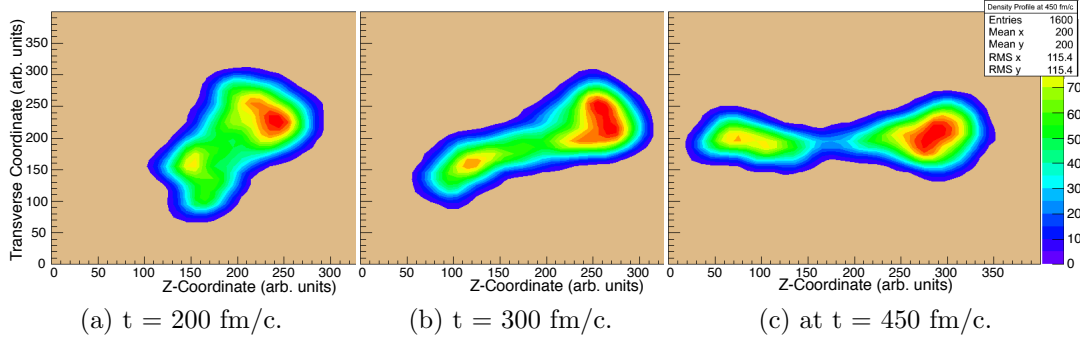 Density Profile at 450 fm/c
Entries 1600
Mean x 200
Mean y 200
RMS x 115.4
RMS y 115.4
Transverse Coordinate (arb. units)
350
300
250
200
150
100
50
0
0 50 100 150 200 250 300
0 50 100 150 200 250 300
0 50 100 150 200 250 300 350
70
60
50
40
30
20
10
0
Z-Coordinate (arb. units)
Z-Coordinate (arb. units)
Z-Coordinate (arb. units)
(a) t = 200 fm/c.
(b) t = 300 fm/c.
(c) at t = 450 fm/c.